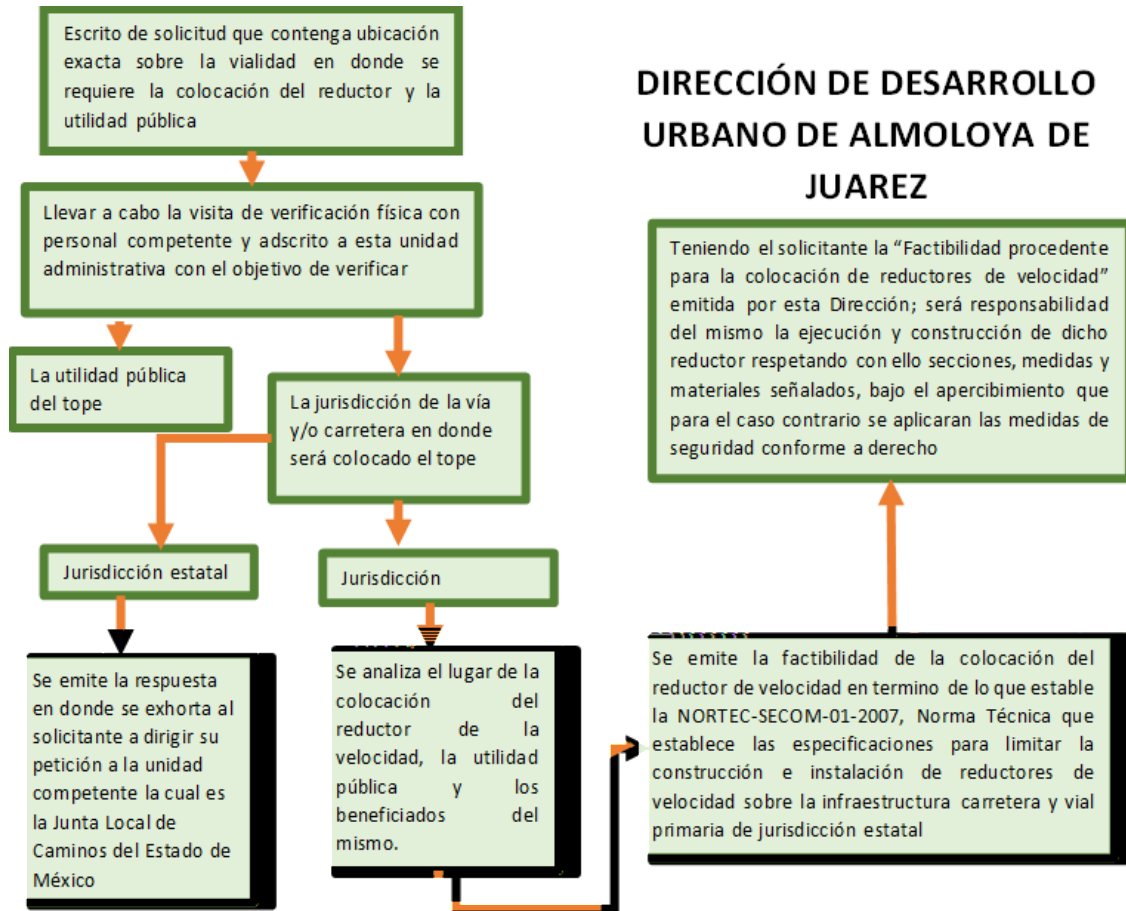 Escrito de solicitud que contenga ubicación
exacta sobre la vialidad en donde se
requiere la colocación del reductor y la
utilidad pública
DIRECCIÓN DE DESARROLLO
URBANO DE ALMOLOYA DE
JUAREZ
Llevar a cabo la visita de verificación física con
personal competente y adscrito a esta unidad
administrativa con el objetivo de verificar
La utilidad pública
del tope
La jurisdicción de la vía
y/o carretera en donde
será colocado el tope
Jurisdicción estatal
Jurisdicción
Se emite la respuesta
en donde se exhorta al
solicitante a dirigir su
petición a la unidad
competente la cual es
la Junta Local de
Caminos del Estado de
México
Se analiza el lugar de la
colocación del
reductor de la
velocidad, la utilidad
pública y los
beneficiados del
mismo.
Se emite la factibilidad de la colocación del
reductor de velocidad en termino de lo que estable
la NORTEC-SECOM-01-2007, Norma Técnica que
establece las especificaciones para limitar la
construcción e instalación de reductores de
velocidad sobre la infraestructura carretera y vial
primaria de jurisdicción estatal
Teniendo el solicitante la “Factibilidad procedente
para la colocación de reductores de velocidad”
emitida por esta Dirección; será responsabilidad
del mismo la ejecución y construcción de dicho
reductor respetando con ello secciones, medidas y
materiales señalados, bajo el apercibimiento que
para el caso contrario se aplicaran las medidas de
seguridad conforme a derecho